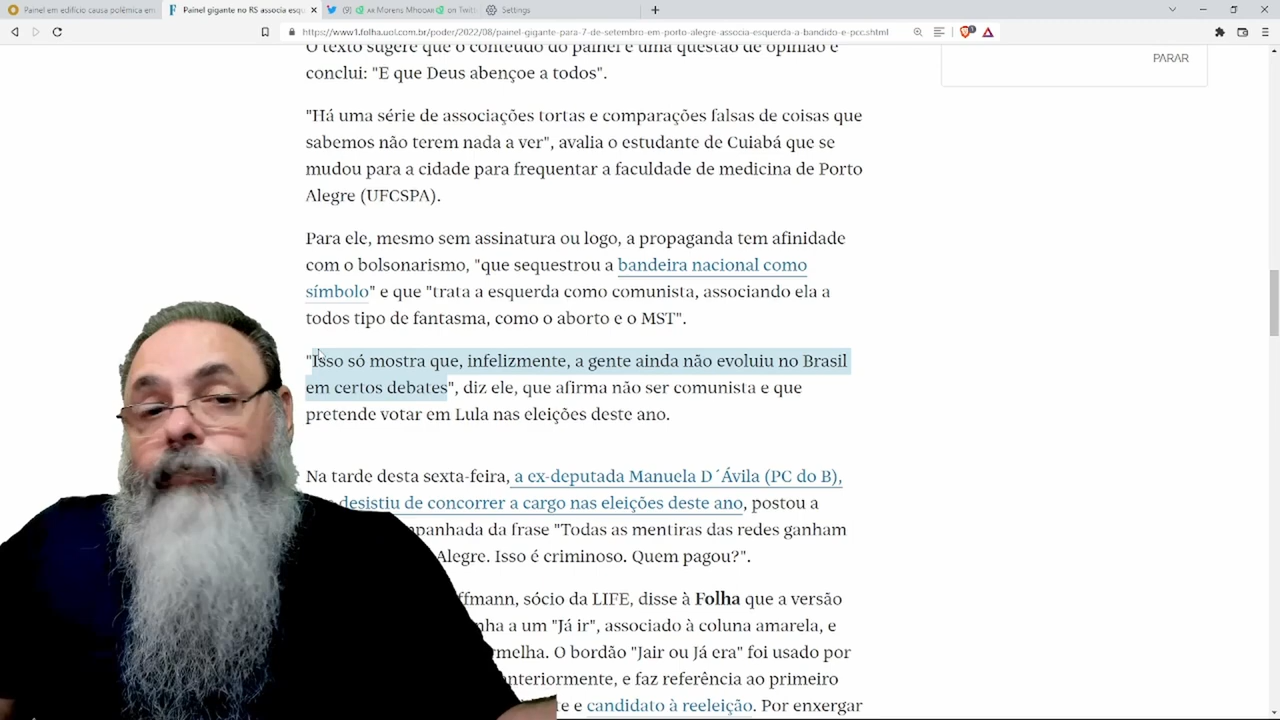 Painel em edifício causa polêmica em
Painel gigante no RS associa esqu
on Twitt
Settings
https://www1.folha.uol.com.br/poder/2022/08/painel-gigante-para-7-de-setembro-em-porto-alegre-associa-esquerda-a-bandido-e-pcc.shtml
O texto sugere que o conteúdo do painel é uma questão de opinião e
conclui: "E que Deus abençoe a todos".
PARAR
"Há uma série de associações tortas e comparações falsas de coisas que
sabemos não terem nada a ver", avalia o estudante de Cuiabá que se
mudou para a cidade para frequentar a faculdade de medicina de Porto
Alegre (UFCSPA).
Para ele, mesmo sem assinatura ou logo, a propaganda tem afinidade
com o bolsonarismo, "que sequestrou a bandeira nacional como
símbolo" e que "trata a esquerda como comunista, associando ela a
todos tipo de fantasma, como o aborto e o MST".
"Isso só mostra que, infelizmente, a gente ainda não evoluiu no Brasil
em certos debates", diz ele, que afirma não ser comunista e que
pretende votar em Lula nas eleições deste ano.
Na tarde desta sexta-feira, a ex-deputada Manuela D´Ávila (PC do B),
desistiu de concorrer a cargo nas eleições deste ano, postou a
mpanhada da frase "Todas as mentiras das redes ganham
Alegre. Isso é criminoso. Quem pagou?".
ffmann, sócio da LIFE, disse à Folha que a versão
nha a um "Já ir", associado à coluna amarela, e
rmelha. O bordão "Jair ou Já era" foi usado por
nteriormente, e faz referência ao primeiro
te e candidato à reeleição. Por enxergar